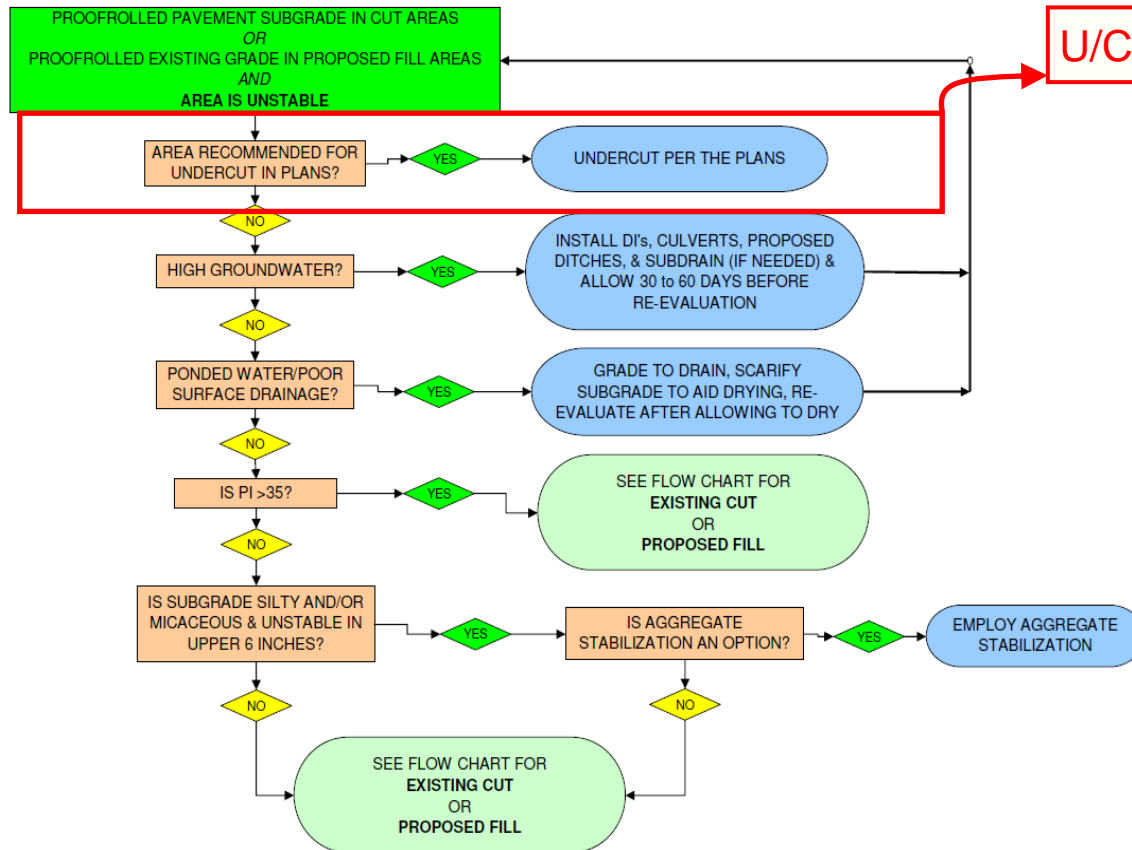 PROOFROLLED PAVEMENT SUBGRADE IN CUT AREAS
OR
PROOFROLLED EXISTING GRADE IN PROPOSED FILL AREAS
AND
AREA IS UNSTABLE
U/C
AREA RECOMMENDED FOR
UNDERCUT IN PLANS?
YES
UNDERCUT PER THE PLANS
NO
HIGH GROUNDWATER?
YES
INSTALL DI's, CULVERTS, PROPOSED
DITCHES, & SUBDRAIN (IF NEEDED) &
ALLOW 30 to 60 DAYS BEFORE
RE-EVALUATION
NO
PONDED WATER/POOR
SURFACE DRAINAGE?
YES
GRADE TO DRAIN, SCARIFY
SUBGRADE TO AID DRYING, RE-
EVALUATE AFTER ALLOWING TO DRY
NO
IS PI >35?
YES
SEE FLOW CHART FOR
EXISTING CUT
OR
PROPOSED FILL
NO
IS SUBGRADE SILTY AND/OR
MICACEOUS & UNSTABLE IN
UPPER 6 INCHES?
YES
IS AGGREGATE
STABILIZATION AN OPTION?
YES
EMPLOY AGGREGATE
STABILIZATION
NO
NO
SEE FLOW CHART FOR
EXISTING CUT
OR
PROPOSED FILL